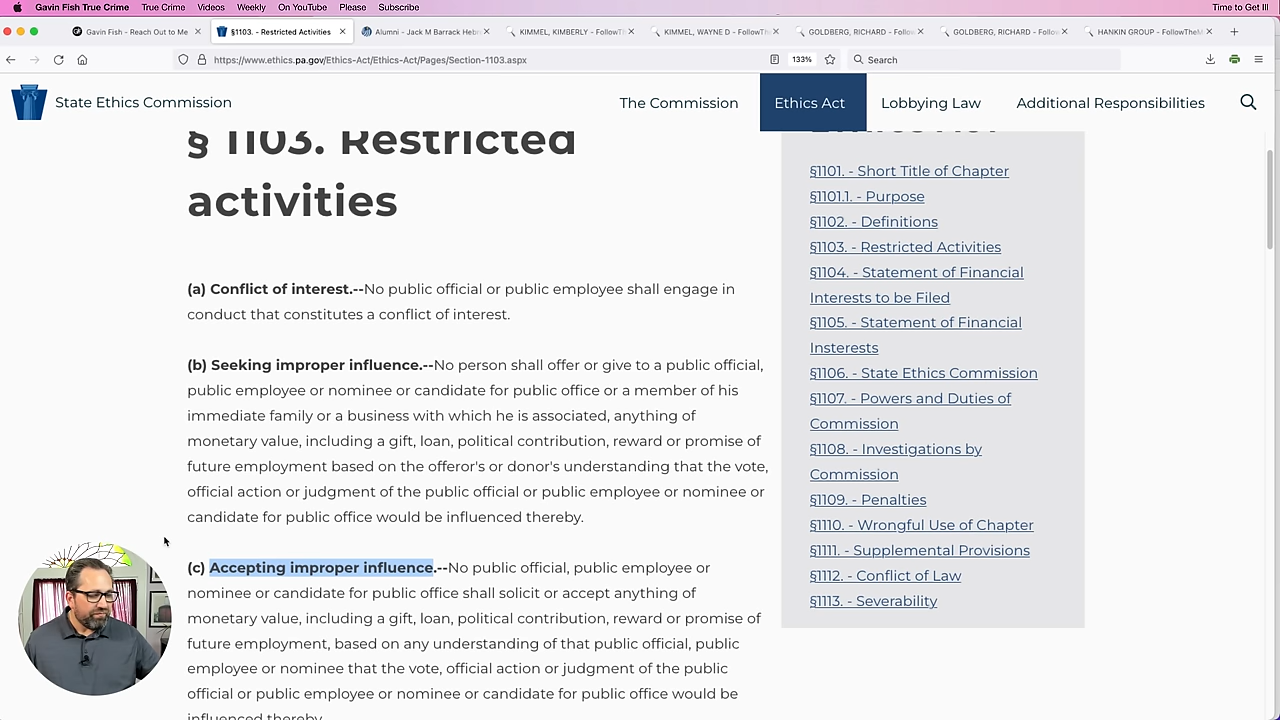 Gavin Fish True Crime True Crime Videos Weekly On YouTube Please Subscribe Time to Get Ill
Gavin Fish - Reach Out to Me §1103. - Restricted Activities Alumni - Jack M Barrack Heb KIMMEL, KIMBERLY - FollowTh KIMMEL, WAYNE D - FollowThe GOLDBERG, RICHARD - Follow GOLDBERG, RICHARD - Follow HANKIN GROUP - FollowTheM
https://www.ethics.pa.gov/Ethics-Act/Ethics-Act/Pages/Section-1103.aspx 133% Search
State Ethics Commission The Commission Ethics Act Lobbying Law Additional Responsibilities
§ 1103. Restricted
activities
Ethics Act
§1101. - Short Title of Chapter
§1101.1. - Purpose
§1102. - Definitions
§1103. - Restricted Activities
§1104. - Statement of Financial
Interests to be Filed
§1105. - Statement of Financial
Insterests
§1106. - State Ethics Commission
§1107. - Powers and Duties of
Commission
§1108. - Investigations by
Commission
§1109. - Penalties
§1110. - Wrongful Use of Chapter
§1111. - Supplemental Provisions
§1112. - Conflict of Law
§1113. - Severability
(a) Conflict of interest.--No public official or public employee shall engage in
conduct that constitutes a conflict of interest.
(b) Seeking improper influence.--No person shall offer or give to a public official,
public employee or nominee or candidate for public office or a member of his
immediate family or a business with which he is associated, anything of
monetary value, including a gift, loan, political contribution, reward or promise of
future employment based on the offeror's or donor's understanding that the vote,
official action or judgment of the public official or public employee or nominee or
candidate for public office would be influenced thereby.
(c) Accepting improper influence.--No public official, public employee or
nominee or candidate for public office shall solicit or accept anything of
monetary value, including a gift, loan, political contribution, reward or promise of
future employment, based on any understanding of that public official, public
employee or nominee that the vote, official action or judgment of the public
official or public employee or nominee or candidate for public office would be
influenced thereby.